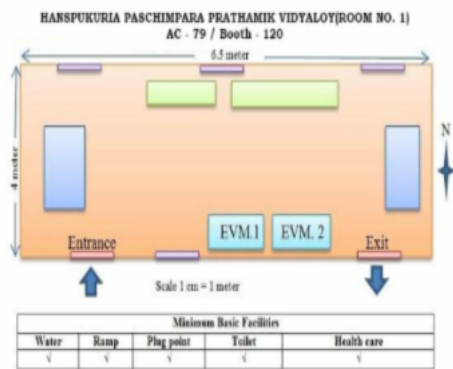 HANSPUKURIA PASCHIMPARA PRATHAMIK VIDYALOY(ROOM NO. 1)
AC - 79 / Booth - 120
6.5 meter
4 meter
N
EVM.1 EVM. 2
Entrance Exit
Scale 1 cm = 1 meter
Minimum Basic Facilities
Water Ramp Plug point Toilet Health care
√ √ √ √ √